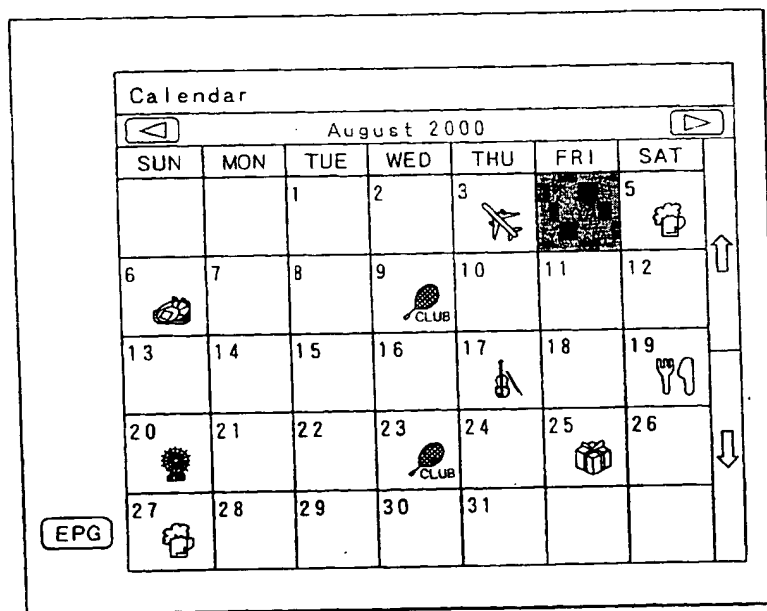 Calendar
August 2000
SUN MON TUE WED THU FRI SAT
1 2 3 5
6 7 8 9 10 11 12
CLUB
13 14 15 16 17 18 19
20 21 22 23 24 25 26
CLUB
27 28 29 30 31
EPG